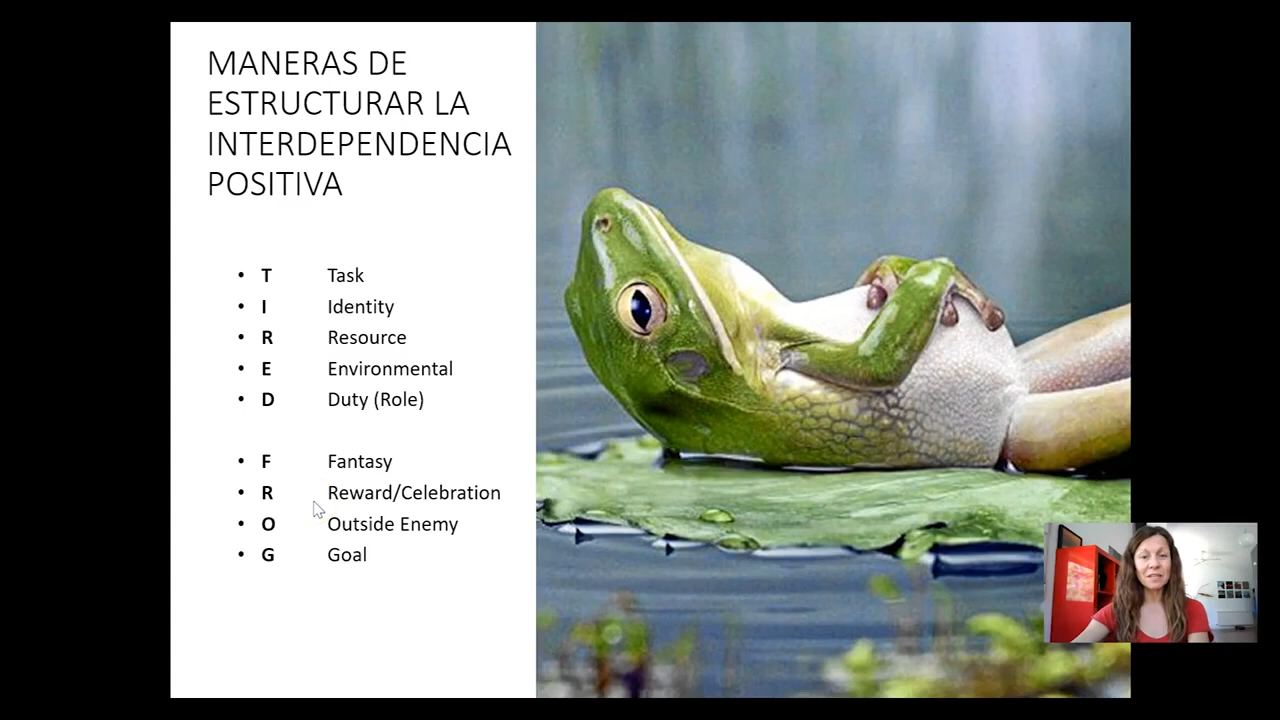 MANERAS DE
ESTRUCTURAR LA
INTERDEPENDENCIA
POSITIVA
• T Task
• I Identity
• R Resource
• E Environmental
• D Duty (Role)
• F Fantasy
• R Reward/Celebration
• O Outside Enemy
• G Goal